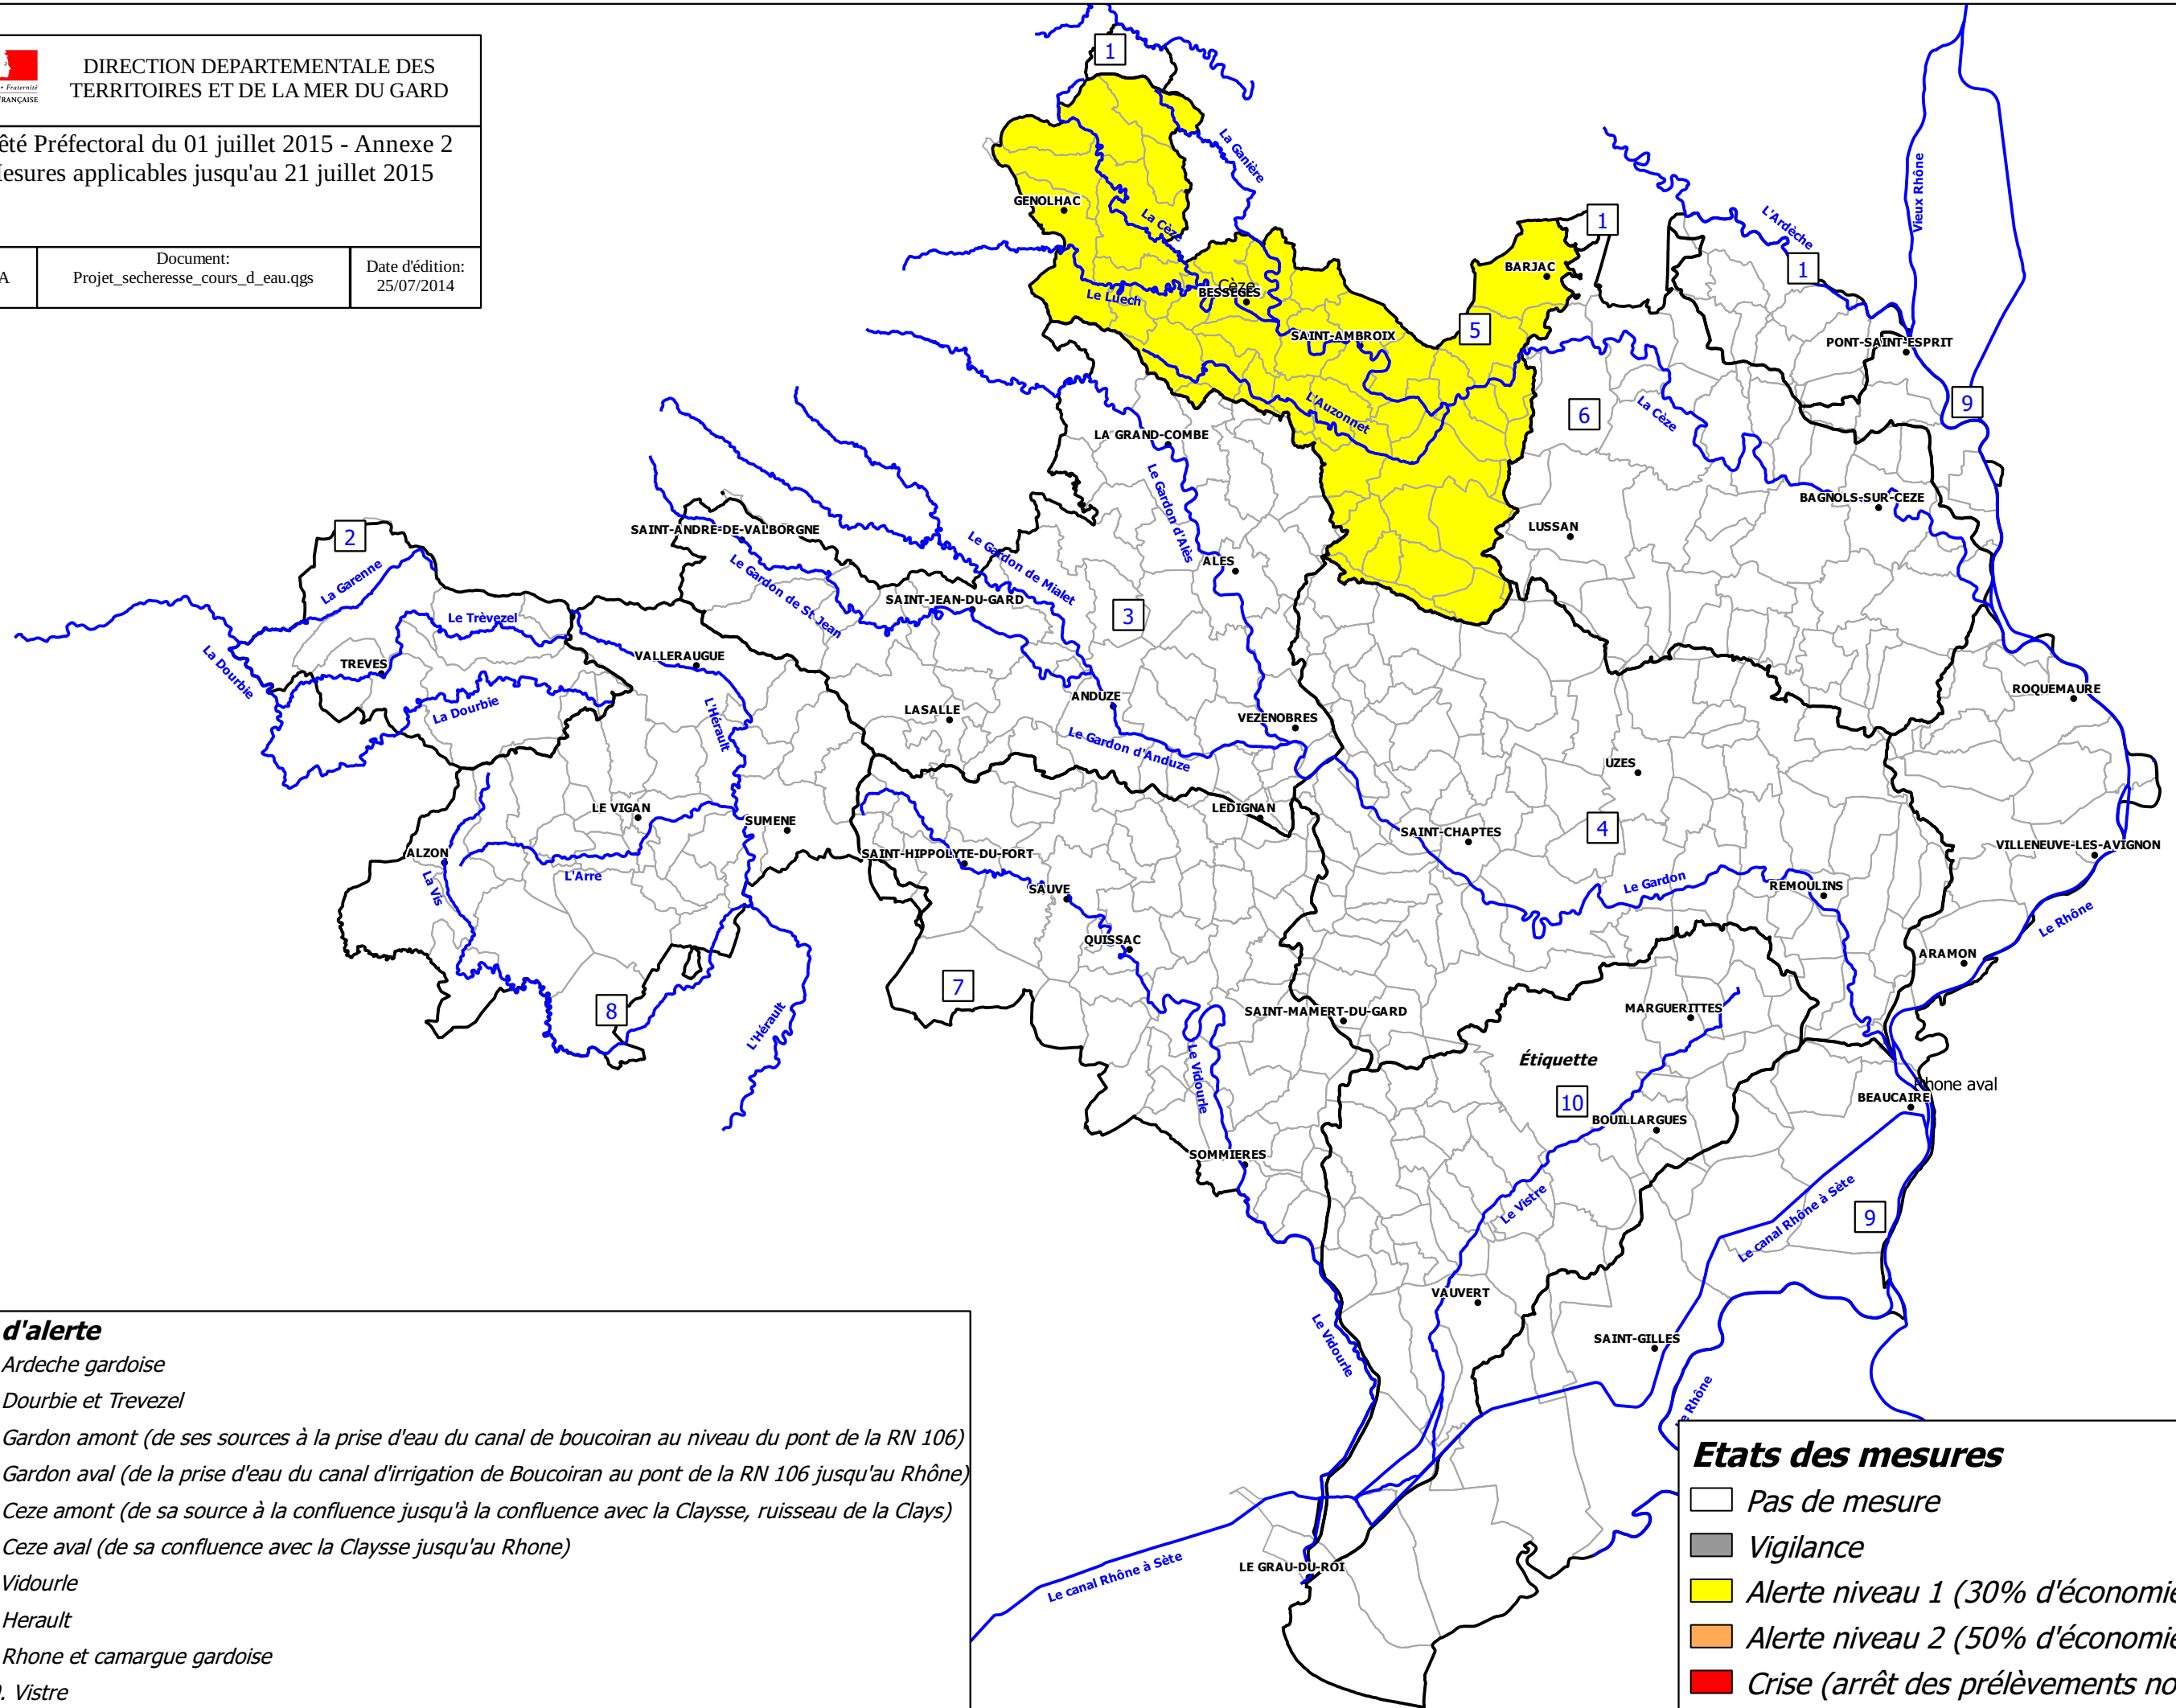 DIRECTION DEPARTEMENTALE DES
TERRITOIRES ET DE LA MER DU GARD
• Fraternité
FRANÇAISE
êté Préfectoral du 01 juillet 2015 - Annexe 2
esures applicables jusqu'au 21 juillet 2015
A
Document:
Projet_secheresse_cours_d_eau.qgs
Date d'édition:
25/07/2014
1
La Ganière
GENOLHAC
La Cèze
Vieux Rhône
L'Ardèche
1
1
BARJAC
Cèze
BESSEGES
Le Luech
5
SAINT-AMBROIX
PONT-SAINT-ESPRIT
L'Auzonnet
6
La Cèze
9
LA GRAND-COMBE
Le Gardon d'Alès
BAGNOLS-SUR-CEZE
LUSSAN
2
SAINT-ANDRE-DE-VALBORGNE
Le Gardon de Mialet
ALES
La Garenne
Le Gardon de St Jean
SAINT-JEAN-DU-GARD
3
Le Trèvezel
La Dourbie
TREVES
VALLERAUGUE
La Dourbie
L'Hérault
ANDUZE
LASALLE
VEZENOBRES
ROQUEMAURE
Le Gardon d'Anduze
UZES
LE VIGAN
SUMENE
LEDIGNAN
SAINT-CHAPTES
4
VILLENEUVE-LES-AVIGNON
ALZON
SAINT-HIPPOLYTE-DU-FORT
L'Arre
La Vis
SAUVE
Le Gardon
REMOULINS
Le Rhône
QUISSAC
ARAMON
7
8
L'Hérault
SAINT-MAMERT-DU-GARD
MARGUERITTES
Le Vidourle
Étiquette
Rhone aval
10
BEAUCAIRE
BOUILLARGUES
SOMMIERES
Le Vistre
Le canal Rhône à Sète
9
VAUVERT
Le Vidourle
SAINT-GILLES
Rhône
Le canal Rhône à Sète
LE GRAU-DU-ROI
d'alerte
Ardeche gardoise
Dourbie et Trevezel
Gardon amont (de ses sources à la prise d'eau du canal de boucoiran au niveau du pont de la RN 106)
Gardon aval (de la prise d'eau du canal d'irrigation de Boucoiran au pont de la RN 106 jusqu'au Rhône)
Ceze amont (de sa source à la confluence jusqu'à la confluence avec la Claysse, ruisseau de la Clays)
Ceze aval (de sa confluence avec la Claysse jusqu'au Rhone)
Vidourle
Herault
Rhone et camargue gardoise
. Vistre
Etats des mesures
Pas de mesure
Vigilance
Alerte niveau 1 (30% d'économie
Alerte niveau 2 (50% d'économie
Crise (arrêt des prélèvements no